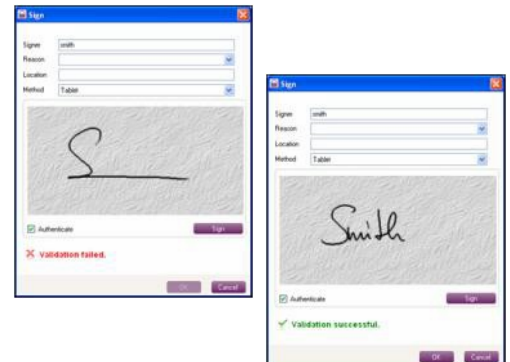 Sign
Signer smith
Reason
Location
Method Tablet
S
Authenticate Sign
Validation failed.
OK Cancel
Sign
Signer smith
Reason
Location
Method Tablet
Smith
Authenticate Sign
Validation successful.
OK Cancel